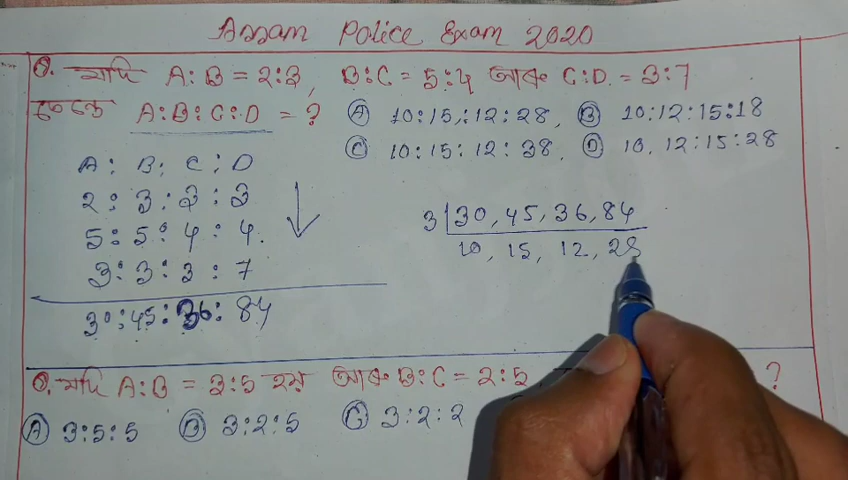 Assam Police Exam 2020
Q. যদি A:B = 2:3, B:C = 5:4 আৰু C:D. = 3:7
তেন্তে A:B:C:D = ? Ⓐ 10:15,:12:28, Ⓑ 10:12:15:18
Ⓒ 10:15:12:38, Ⓓ 10. 12:15:28
A: B: C: D
2: 3: 3: 3
5: 5: 4: 4.
3: 3: 3: 7
30:45:36: 84
3 30, 45, 36, 84
10, 15, 12, 28
Q. যদি A:B = 3:5 হয় আৰু B:C = 2:5, ?
Ⓐ 3:5:5 Ⓑ 3:2:5 Ⓒ 3:2:2